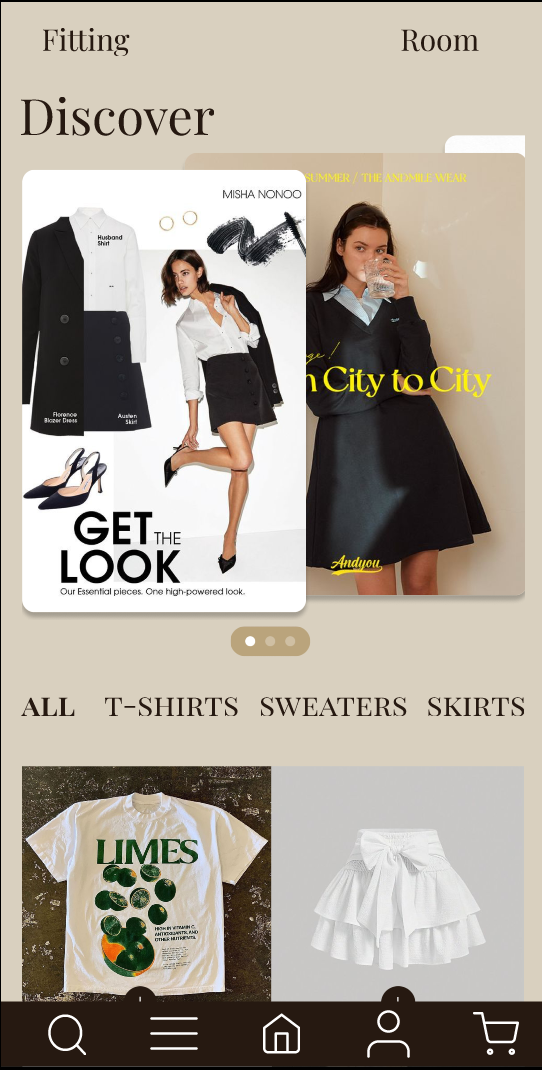 Fitting Room
Discover
MISHA NONOO
Husband
Shirt
Florence
Blazer Dress
Austen
Skirt
GET THE
LOOK
Our Essential pieces. One high-powered look.
SUMMER / THE ANDMILE WEAR
City to City
Andyou
ALL T-SHIRTS SWEATERS SKIRTS
LIMES
HIGH IN VITAMIN C,
ANTIOXIDANTS, AND
OTHER NUTRIENTS.